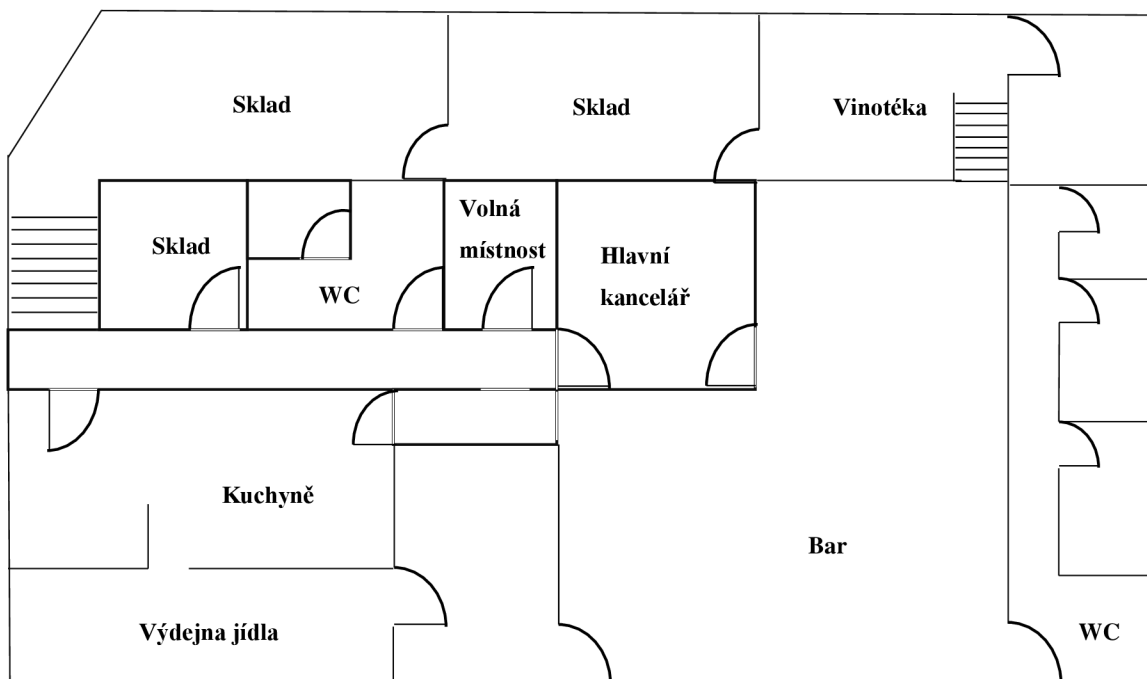 Sklad
Sklad
Vinotéka
Sklad
WC
Volná
místnost
Hlavní
kancelář
Kuchyně
Bar
Výdejna jídla
WC